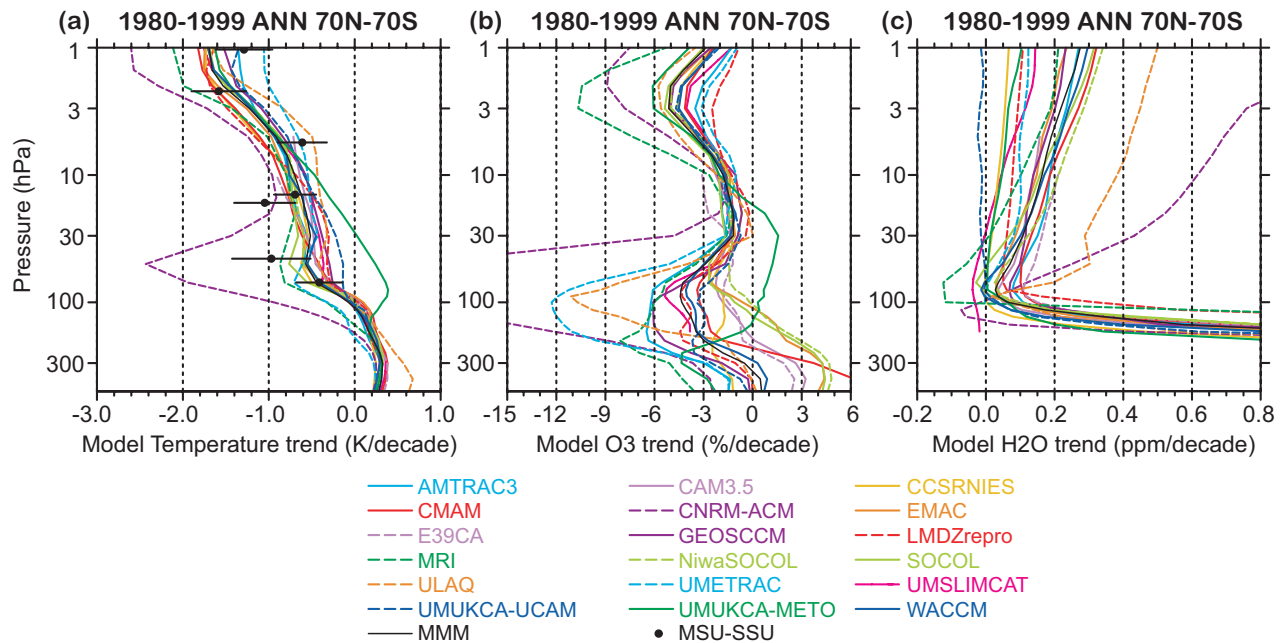 (a) 1980-1999 ANN 70N-70S
(b) 1980-1999 ANN 70N-70S
(c) 1980-1999 ANN 70N-70S
Pressure (hPa)
1
3
10
30
100
300
-3.0 -2.0 -1.0 0.0 1.0
Model Temperature trend (K/decade)
1
3
10
30
100
300
-15 -12 -9 -6 -3 0 3 6
Model O3 trend (%/decade)
1
3
10
30
100
300
-0.2 0.0 0.2 0.4 0.6 0.8
Model H2O trend (ppm/decade)
AMTRAC3 CAM3.5 CCSRNIES
CMAM CNRM-ACM EMAC
E39CA GEOSCCM LMDZrepro
MRI NiwaSOCOL SOCOL
ULAQ UMETRAC UMSLIMCAT
UMUKCA-UCAM UMUKCA-METO WACCM
MMM MSU-SSU